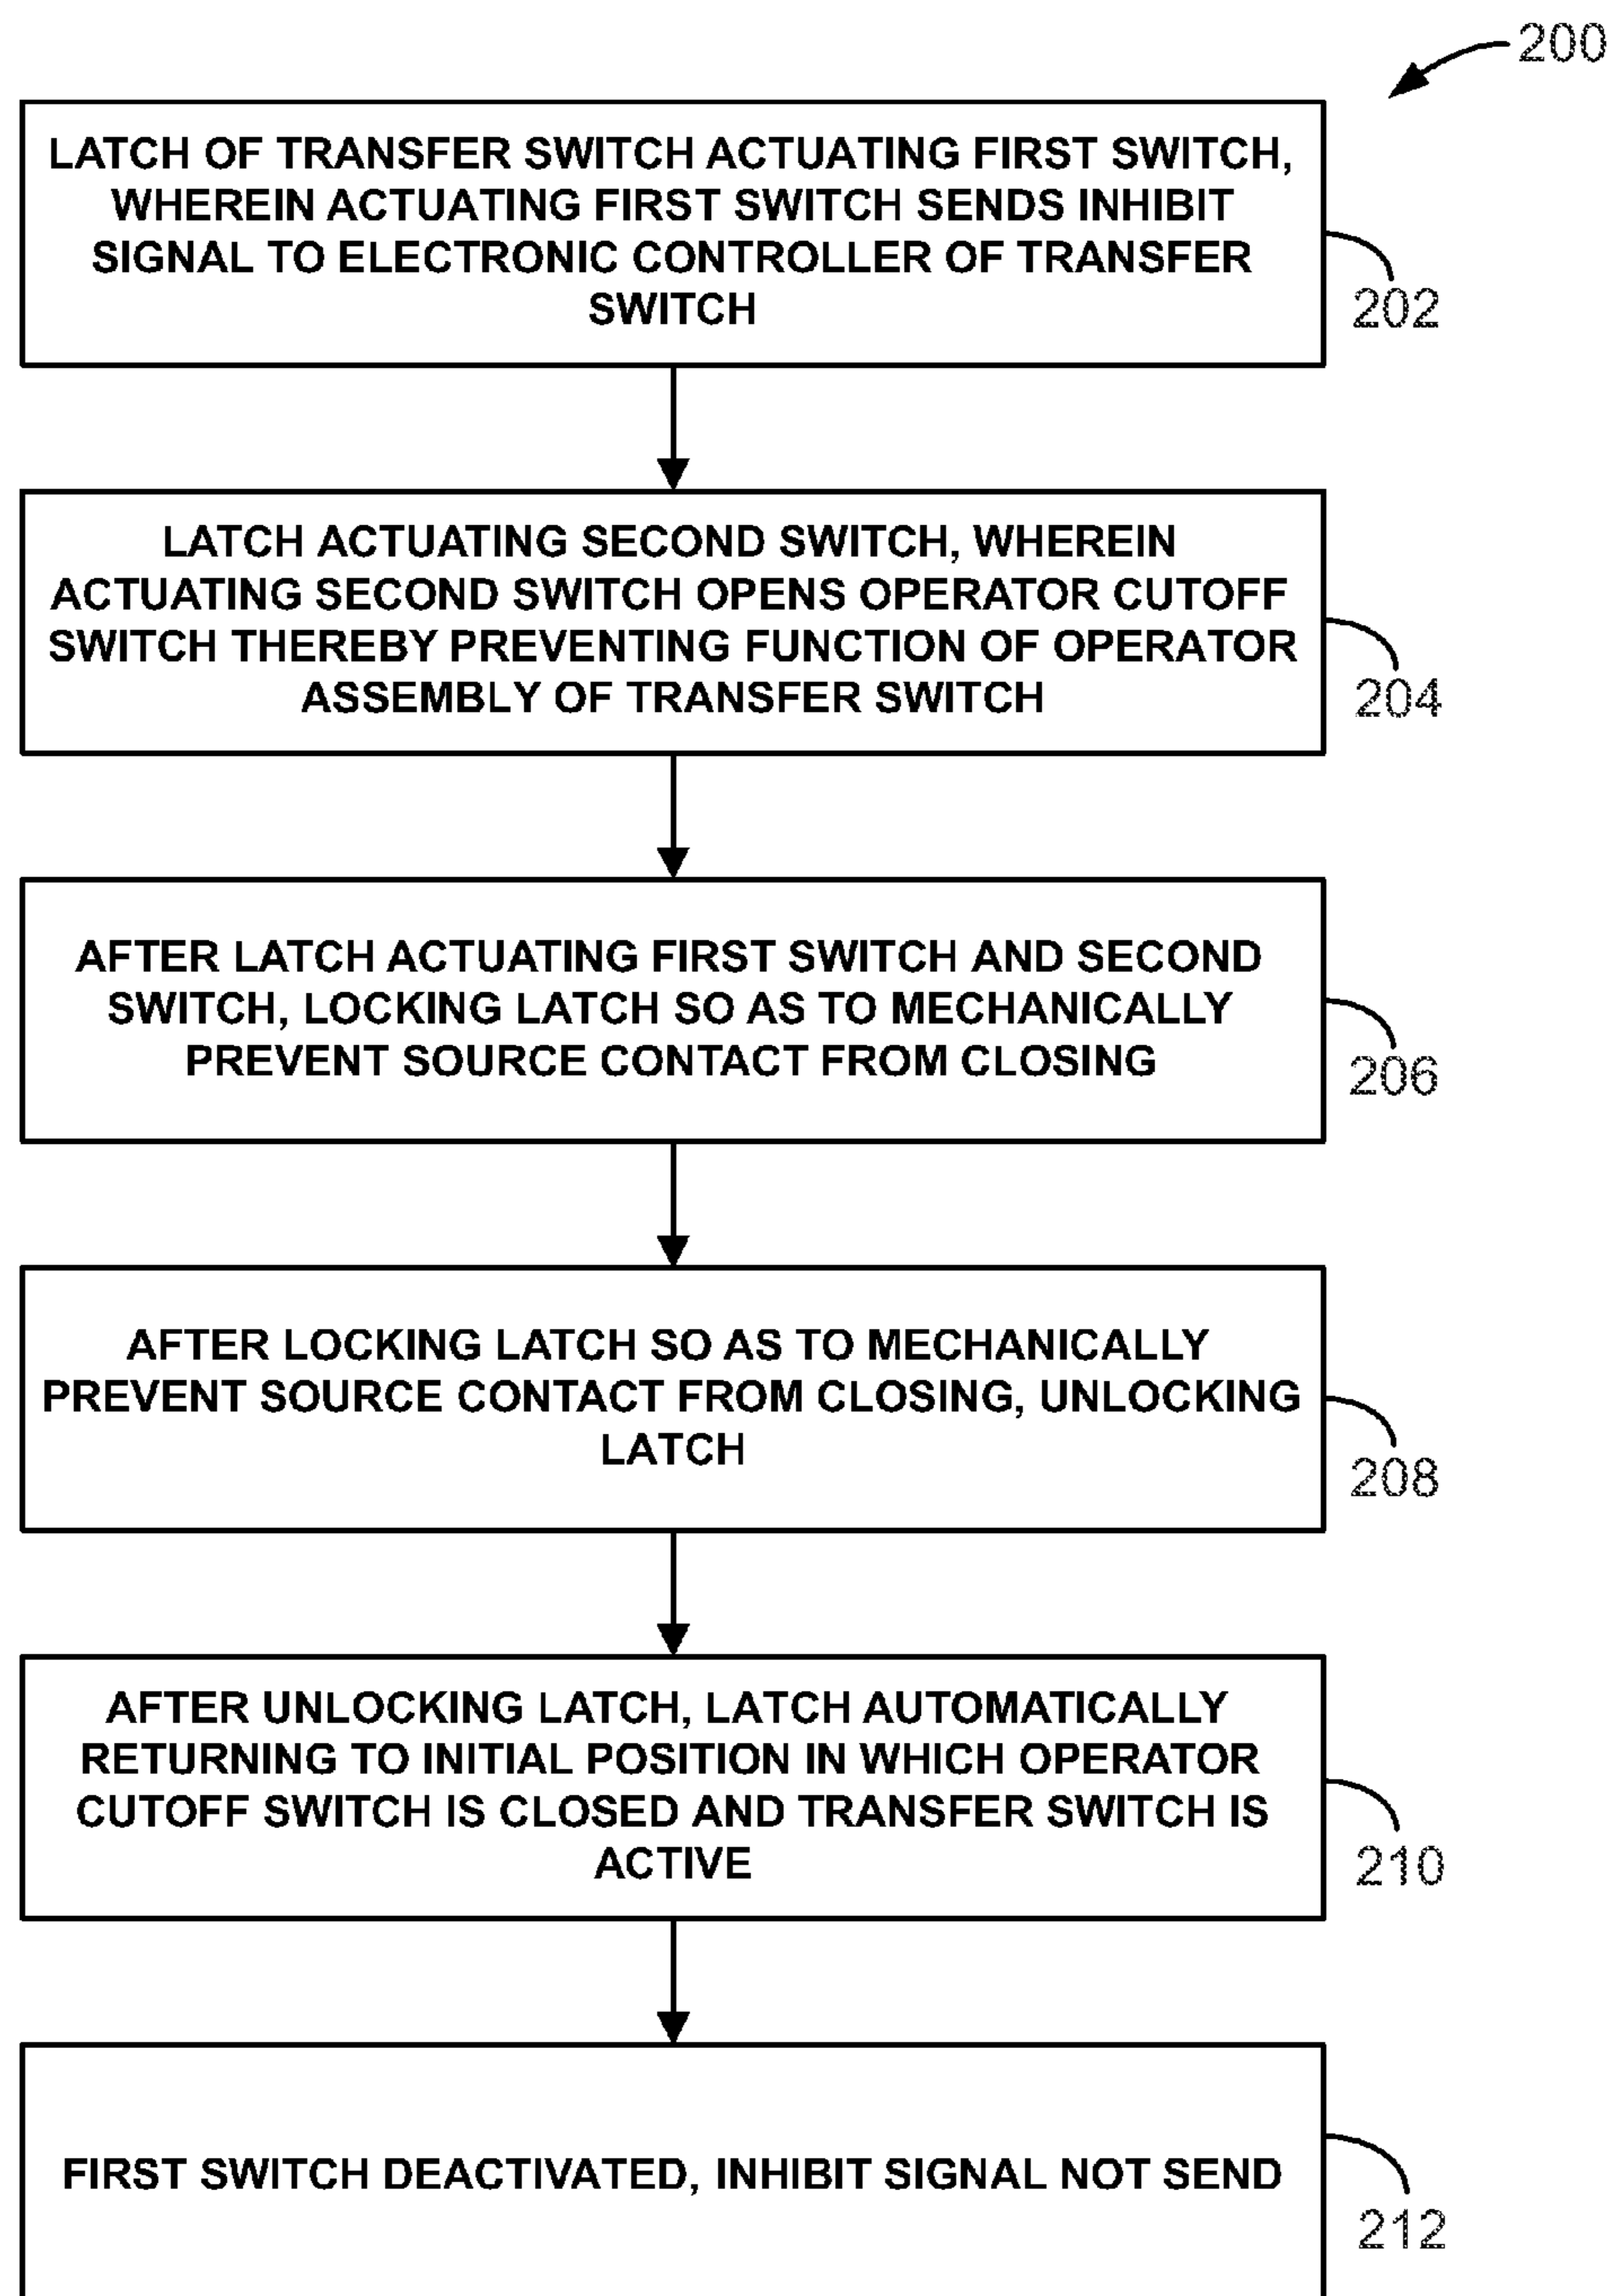 200
LATCH OF TRANSFER SWITCH ACTUATING FIRST SWITCH,
WHEREIN ACTUATING FIRST SWITCH SENDS INHIBIT
SIGNAL TO ELECTRONIC CONTROLLER OF TRANSFER
SWITCH
202
LATCH ACTUATING SECOND SWITCH, WHEREIN
ACTUATING SECOND SWITCH OPENS OPERATOR CUTOFF
SWITCH THEREBY PREVENTING FUNCTION OF OPERATOR
ASSEMBLY OF TRANSFER SWITCH
204
AFTER LATCH ACTUATING FIRST SWITCH AND SECOND
SWITCH, LOCKING LATCH SO AS TO MECHANICALLY
PREVENT SOURCE CONTACT FROM CLOSING
206
AFTER LOCKING LATCH SO AS TO MECHANICALLY
PREVENT SOURCE CONTACT FROM CLOSING, UNLOCKING
LATCH
208
AFTER UNLOCKING LATCH, LATCH AUTOMATICALLY
RETURNING TO INITIAL POSITION IN WHICH OPERATOR
CUTOFF SWITCH IS CLOSED AND TRANSFER SWITCH IS
ACTIVE
210
FIRST SWITCH DEACTIVATED, INHIBIT SIGNAL NOT SEND
212